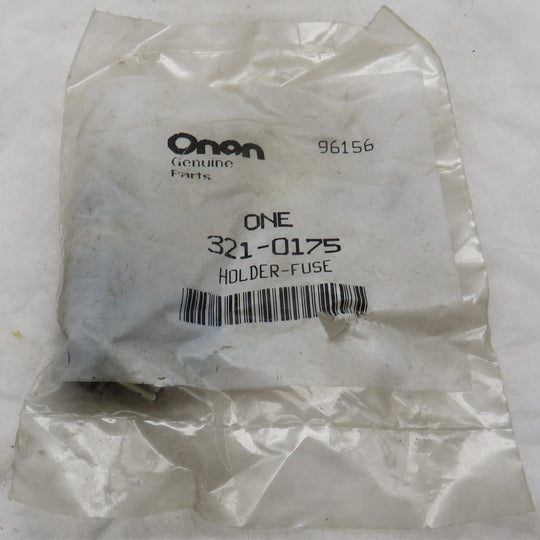 Onan 96156
Genuine
Parts
ONE
321-0175
HOLDER-FUSE